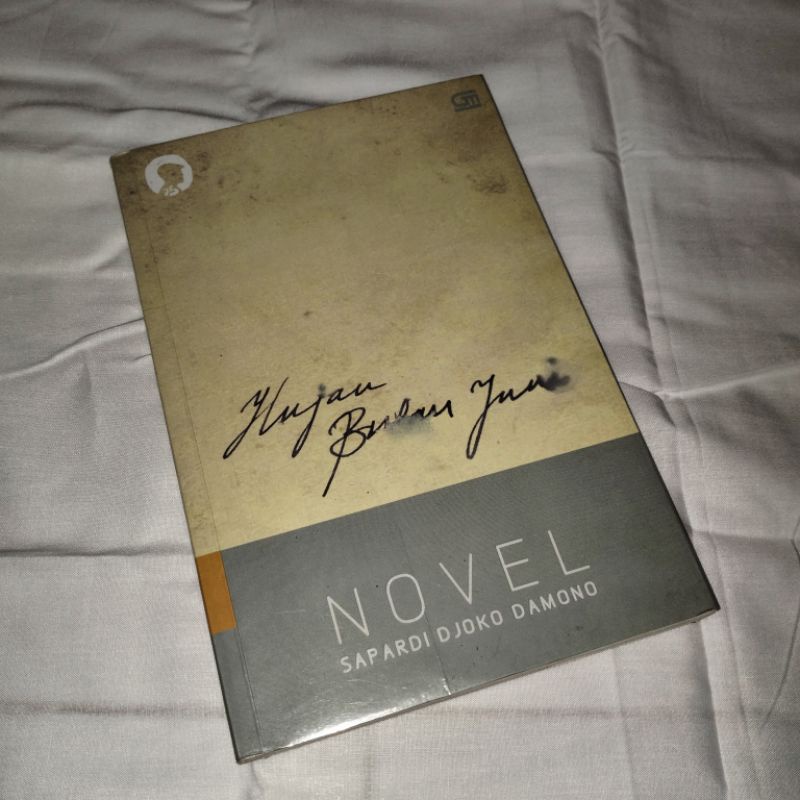 Hujan
Bulan Juni
NOVEL
SAPARDI DJOKO DAMONO